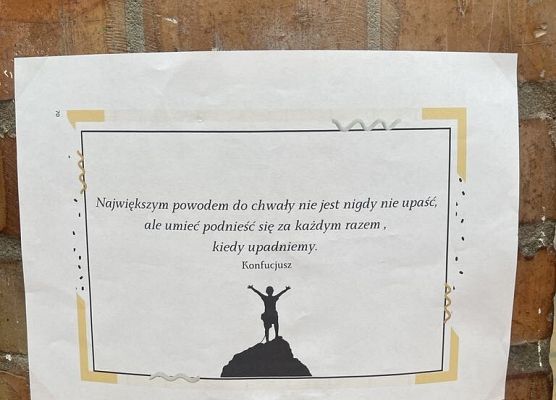 70
Największym powodem do chwały nie jest nigdy nie upaść,
ale umieć podnieść się za każdym razem ,
kiedy upadniemy.
Konfucjusz